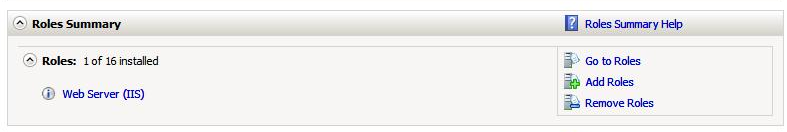 Roles Summary
Roles Summary Help
Roles: 1 of 16 installed
Web Server (IIS)
Go to Roles
Add Roles
Remove Roles